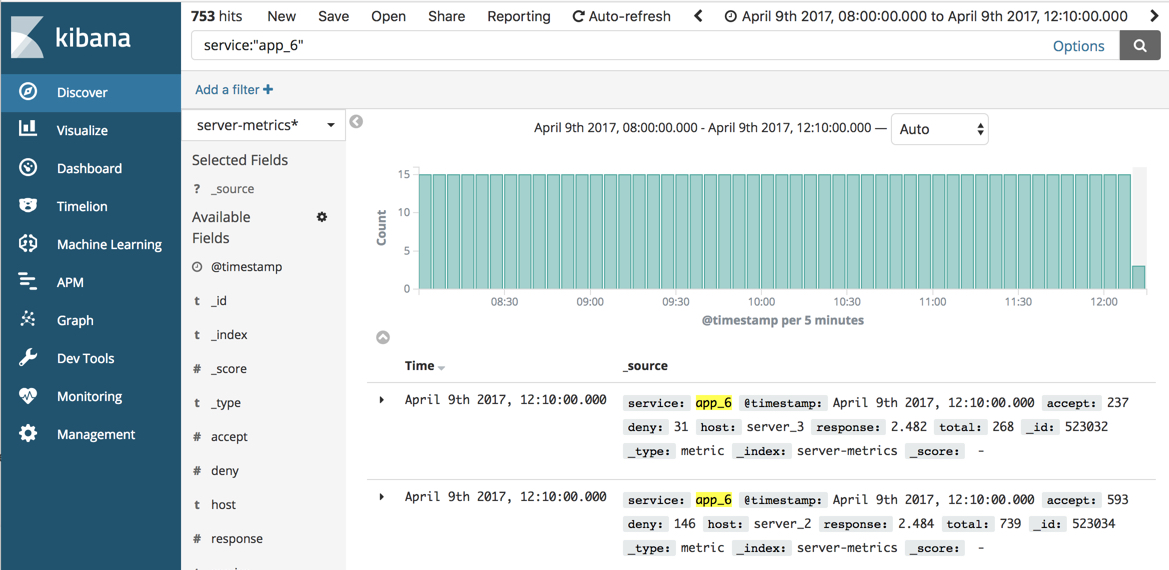 753 hits New Save Open Share Reporting Auto-refresh April 9th 2017, 08:00:00.000 to April 9th 2017, 12:10:00.000
kibana
service:"app_6" Options
Discover
Add a filter +
Visualize
server-metrics*
April 9th 2017, 08:00:00.000 - April 9th 2017, 12:10:00.000 — Auto
Selected Fields
Dashboard
? _source
Timelion
Available
Fields
Machine Learning
@timestamp
APM
t _id
Graph
t _index
Dev Tools
# _score
Monitoring
t _type
Management
# accept
# deny
t host
# response
Count
15
10
5
0
08:30 09:00 09:30 10:00 10:30 11:00 11:30 12:00
@timestamp per 5 minutes
Time _source
April 9th 2017, 12:10:00.000 service: app_6 @timestamp: April 9th 2017, 12:10:00.000 accept: 237
deny: 31 host: server_3 response: 2.482 total: 268 _id: 523032
_type: metric _index: server-metrics _score: -
April 9th 2017, 12:10:00.000 service: app_6 @timestamp: April 9th 2017, 12:10:00.000 accept: 593
deny: 146 host: server_2 response: 2.484 total: 739 _id: 523034
_type: metric _index: server-metrics _score: -